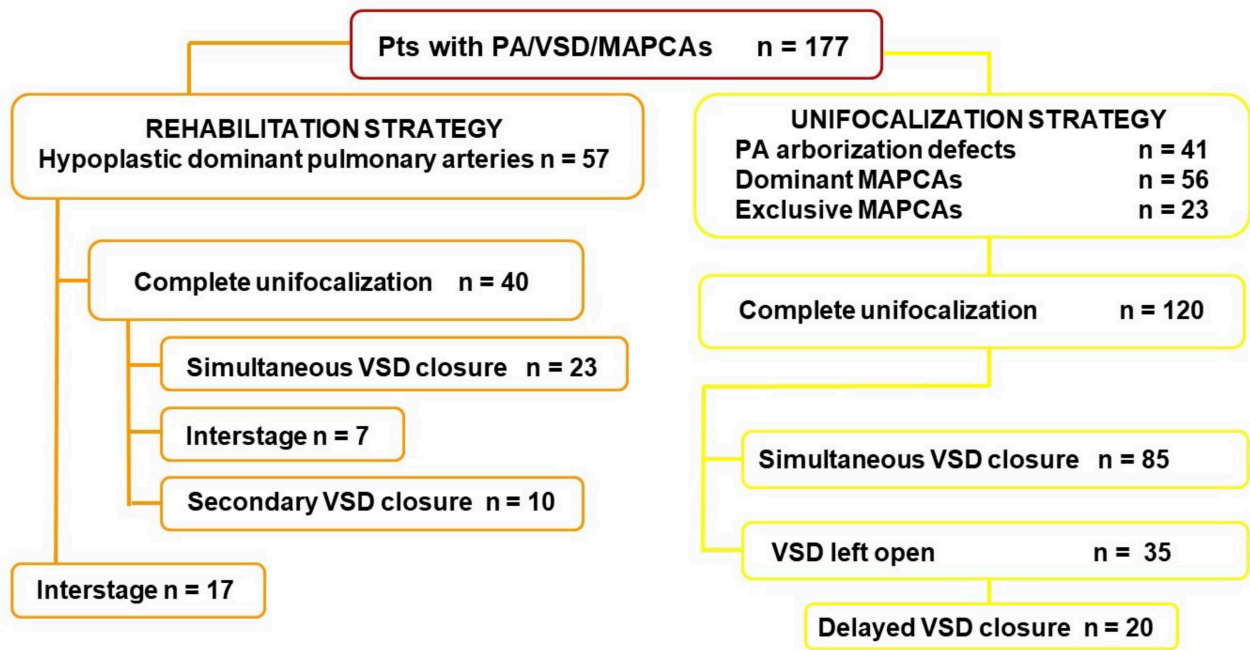 Pts with PA/VSD/MAPCAs n = 177
REHABILITATION STRATEGY
Hypoplastic dominant pulmonary arteries n = 57
Complete unifocalization n = 40
Simultaneous VSD closure n = 23
Interstage n = 7
Secondary VSD closure n = 10
Interstage n = 17
UNIFOCALIZATION STRATEGY
PA arborization defects n = 41
Dominant MAPCAs n = 56
Exclusive MAPCAs n = 23
Complete unifocalization n = 120
Simultaneous VSD closure n = 85
VSD left open n = 35
Delayed VSD closure n = 20